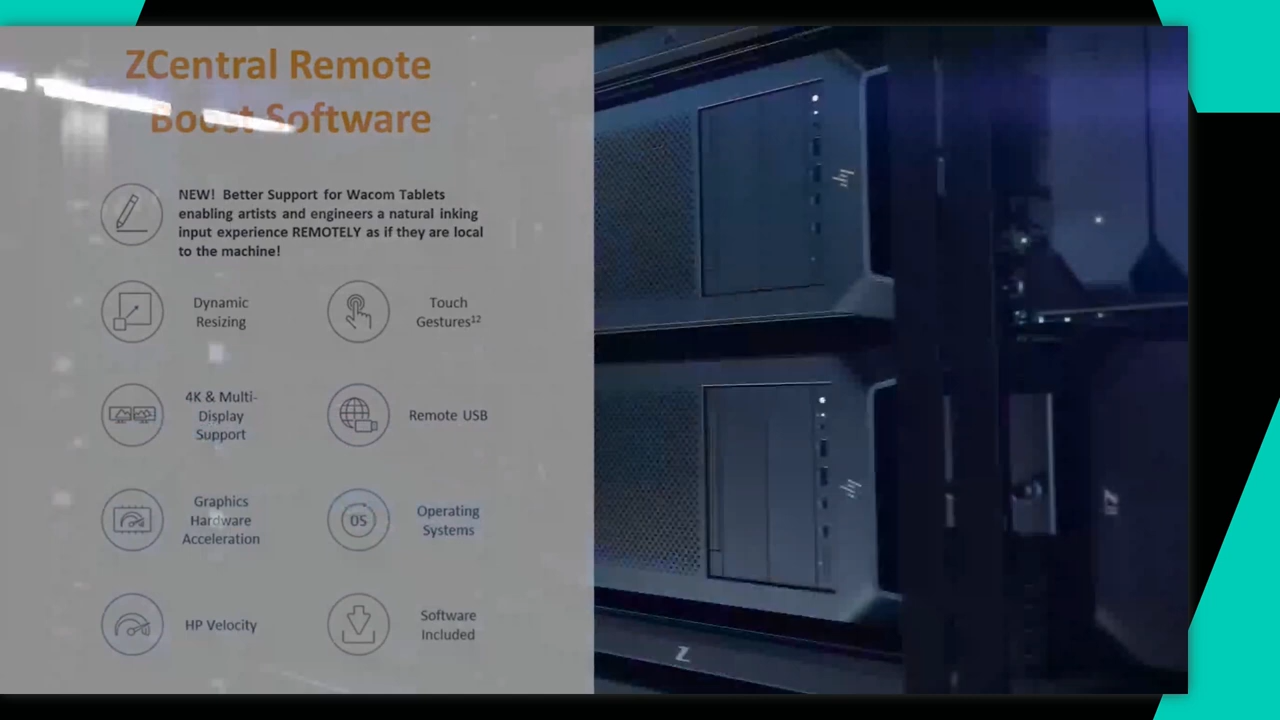 ZCentral Remote
Boost Software
NEW! Better Support for Wacom Tablets
enabling artists and engineers a natural inking
input experience REMOTELY as if they are local
to the machine!
Dynamic
Resizing
Touch
Gestures¹²
4K & Multi-
Display
Support
Remote USB
Graphics
Hardware
Acceleration
OS
Operating
Systems
HP Velocity
Software
Included
hp
hp
Z
Z